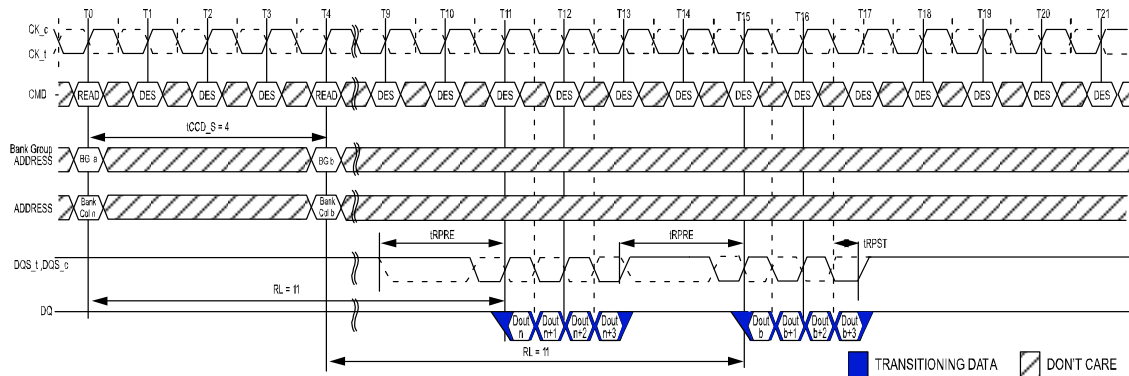 T0 T1 T2 T3 T4 T9 T10 T11 T12 T13 T14 T15 T16 T17 T18 T19 T20 T21
CK_c
CK_t
CMD READ DES DES DES READ DES DES DES DES DES DES DES DES DES DES DES DES DES
tCCD_S = 4
Bank Group
ADDRESS BG a BG b
ADDRESS Bank Col n Bank Col b
tRPRE tRPRE tRPST
DQS_t ,DQS_c
RL = 11
DQ Dout n Dout n+1 Dout n+2 Dout n+3 Dout b Dout b+1 Dout b+2 Dout b+3
RL = 11
TRANSITIONING DATA DON'T CARE